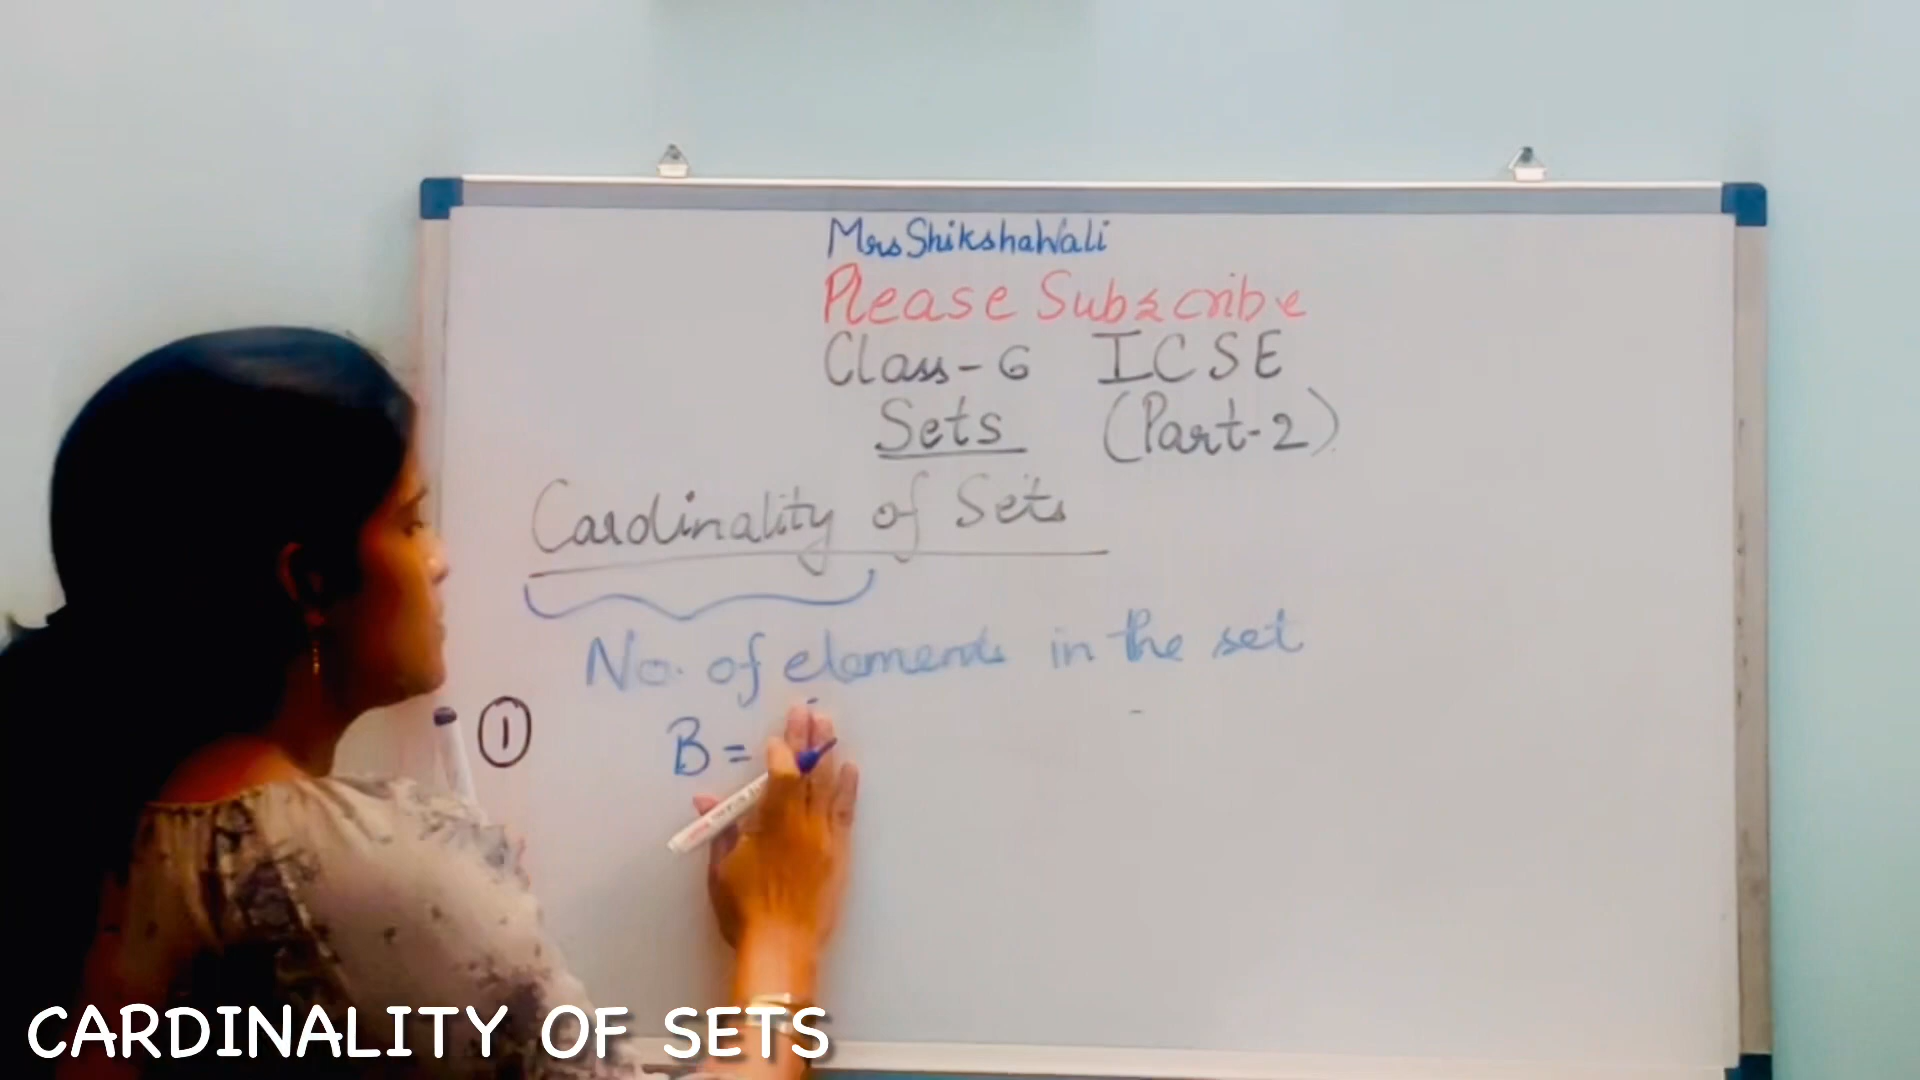 MrsShikshaWali
Please Subscribe
Class-6 ICSE
Sets (Part-2)
Cardinality of Sets
No. of elements in the set
① B =
CARDINALITY OF SETS